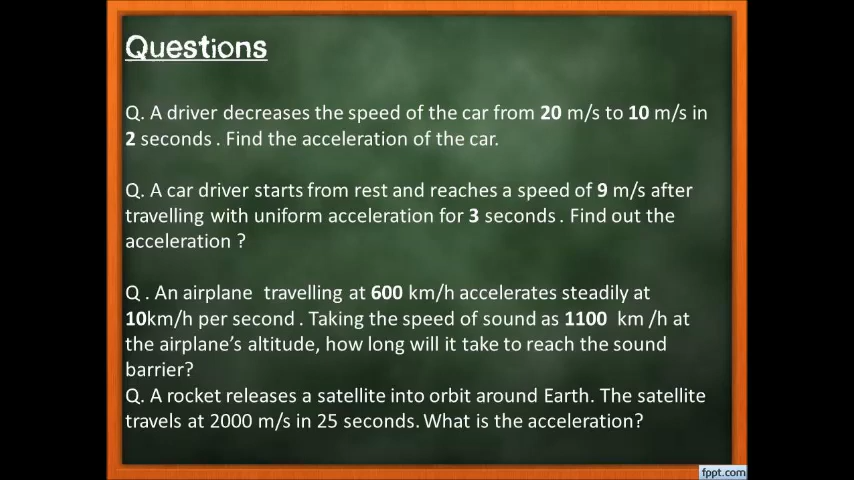 Questions
Q. A driver decreases the speed of the car from 20 m/s to 10 m/s in
2 seconds . Find the acceleration of the car.
Q. A car driver starts from rest and reaches a speed of 9 m/s after
travelling with uniform acceleration for 3 seconds . Find out the
acceleration ?
Q . An airplane travelling at 600 km/h accelerates steadily at
10km/h per second . Taking the speed of sound as 1100 km /h at
the airplane’s altitude, how long will it take to reach the sound
barrier?
Q. A rocket releases a satellite into orbit around Earth. The satellite
travels at 2000 m/s in 25 seconds. What is the acceleration?
fppt.com